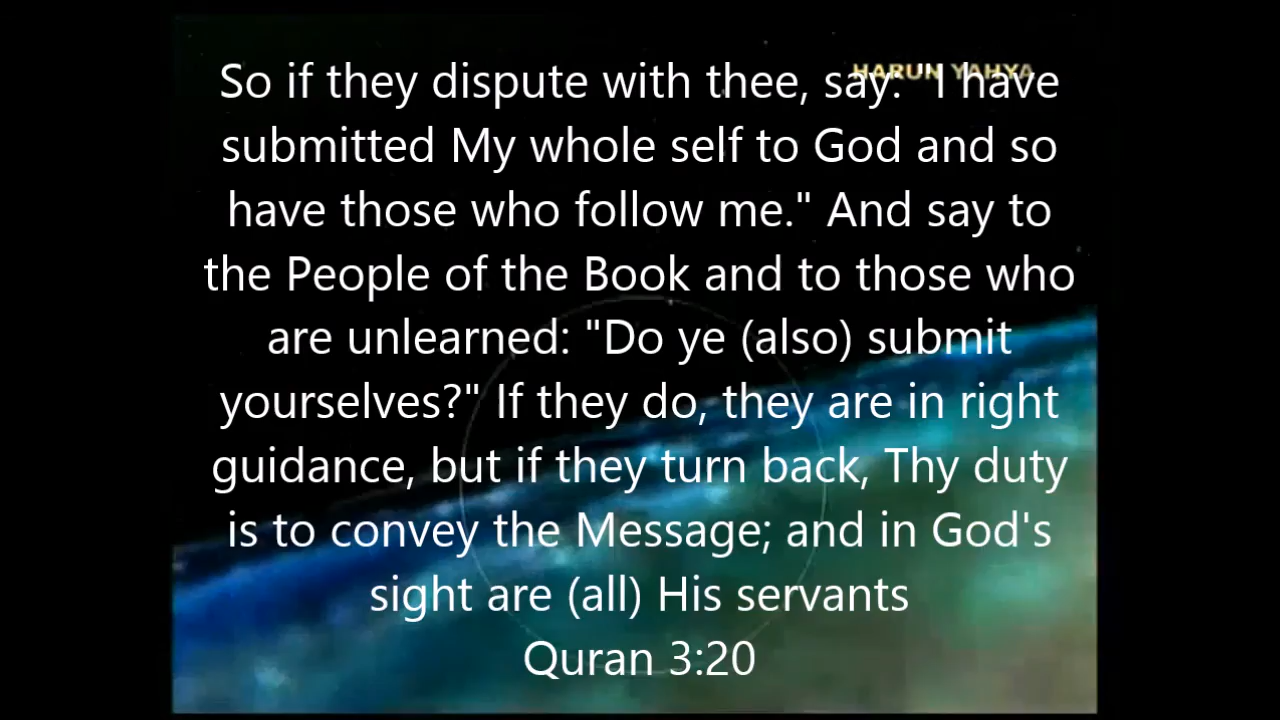 HARUN YAHYA
So if they dispute with thee, say: "I have
submitted My whole self to God and so
have those who follow me." And say to
the People of the Book and to those who
are unlearned: "Do ye (also) submit
yourselves?" If they do, they are in right
guidance, but if they turn back, Thy duty
is to convey the Message; and in God's
sight are (all) His servants
Quran 3:20